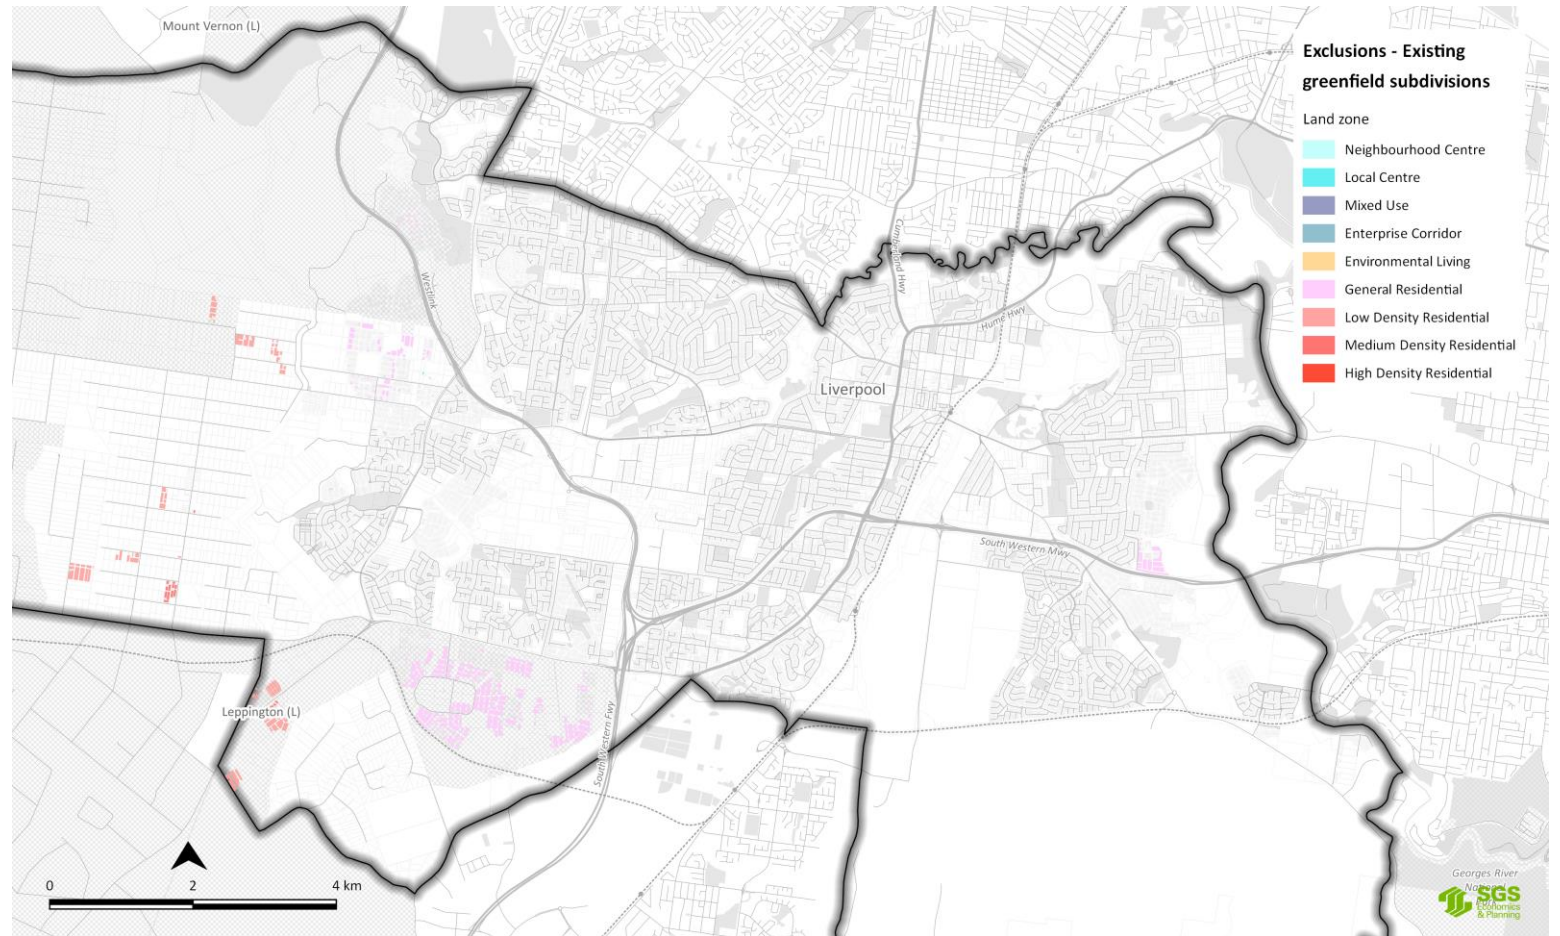 Mount Vernon (L)
Exclusions - Existing
greenfield subdivisions
Land zone
Neighbourhood Centre
Local Centre
Mixed Use
Enterprise Corridor
Environmental Living
General Residential
Low Density Residential
Medium Density Residential
High Density Residential
Cumberland Hwy
Westlink
Hume Hwy
Liverpool
South Western Mwy
Leppington (L)
South Western Fwy
0 2 4 km
Georges River
National
SGS
Economics
& Planning